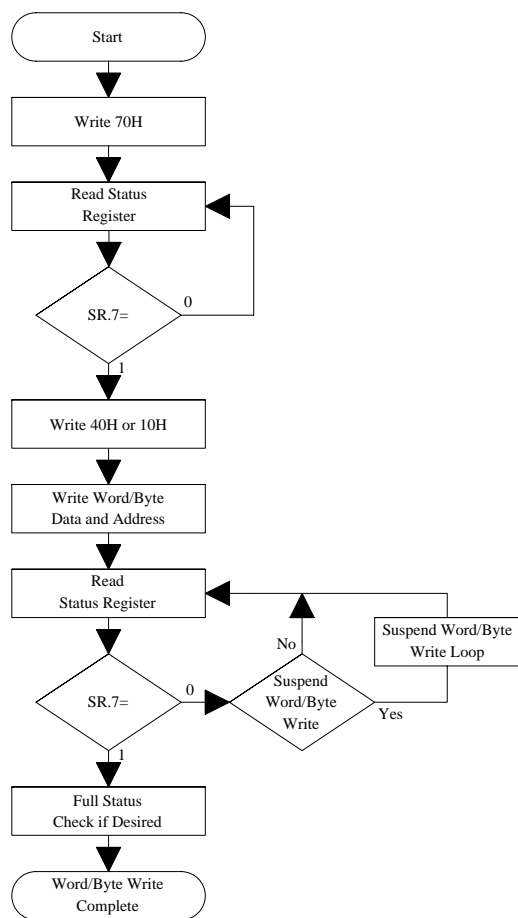 Start
Write 70H
Read Status
Register
SR.7=
0
1
Write 40H or 10H
Write Word/Byte
Data and Address
Read
Status Register
SR.7=
0
1
Suspend
Word/Byte
Write
No
Yes
Suspend Word/Byte
Write Loop
Full Status
Check if Desired
Word/Byte Write
Complete